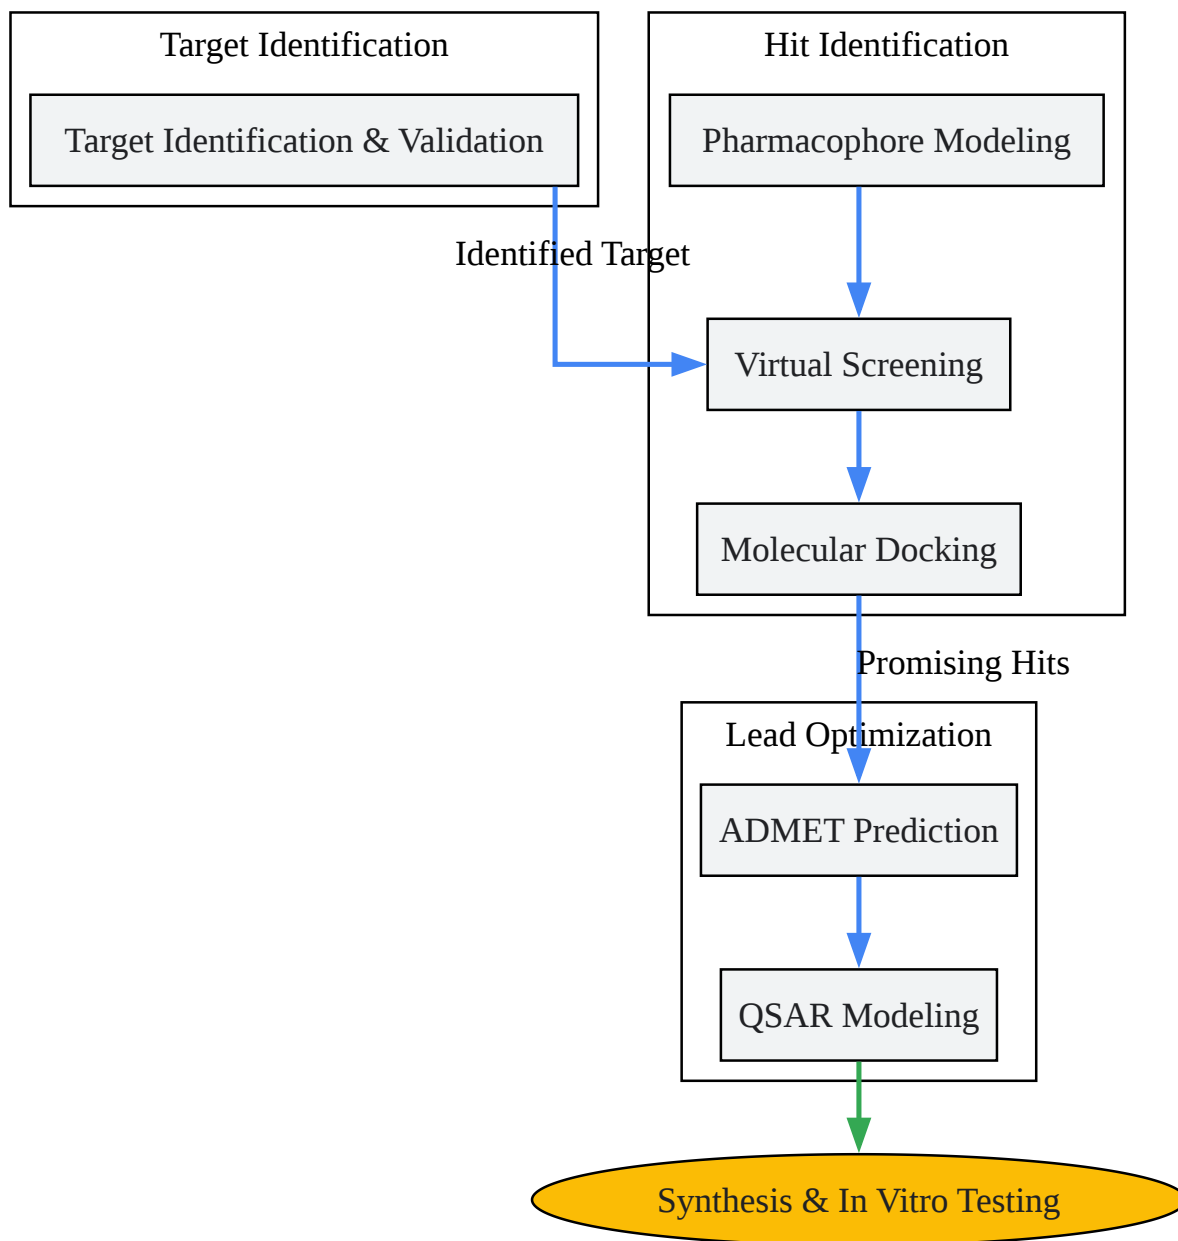 Target Identification
Target Identification & Validation
Identified Target
Hit Identification
Pharmacophore Modeling
Virtual Screening
Molecular Docking
Promising Hits
Lead Optimization
ADMET Prediction
QSAR Modeling
Synthesis & In Vitro Testing